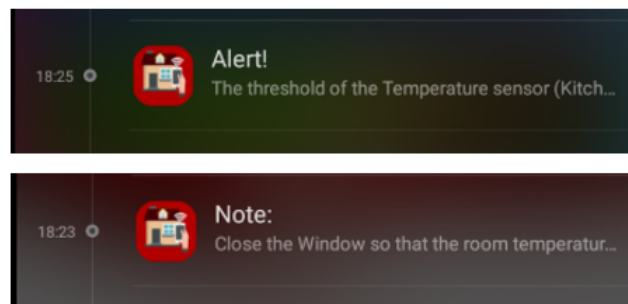 Alert!
18:25
The threshold of the Temperature sensor (Kitch...
Note:
18:23
Close the Window so that the room temperatur...